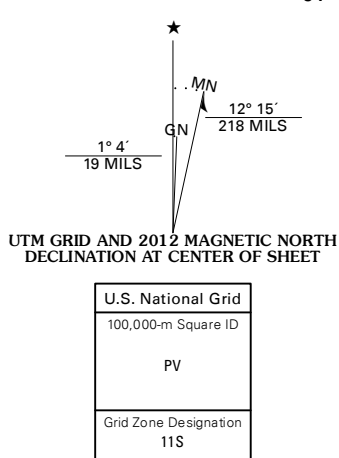 ★
MN
GN
12° 15´
218 MILS
1° 4´
19 MILS
UTM GRID AND 2012 MAGNETIC NORTH
DECLINATION AT CENTER OF SHEET
U.S. National Grid
100,000-m Square ID
PV
Grid Zone Designation
11S